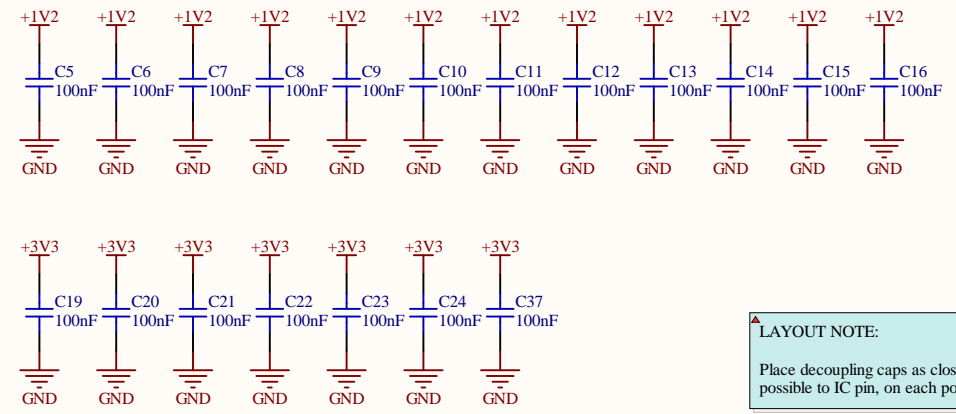 +1V2 +1V2 +1V2 +1V2 +1V2 +1V2 +1V2 +1V2 +1V2 +1V2 +1V2 +1V2
C5 C6 C7 C8 C9 C10 C11 C12 C13 C14 C15 C16
100nF 100nF 100nF 100nF 100nF 100nF 100nF 100nF 100nF 100nF 100nF 100nF
GND GND GND GND GND GND GND GND GND GND GND GND
+3V3 +3V3 +3V3 +3V3 +3V3 +3V3 +3V3
C19 C20 C21 C22 C23 C24 C37
100nF 100nF 100nF 100nF 100nF 100nF 100nF
GND GND GND GND GND GND GND
LAYOUT NOTE:
Place decoupling caps as clos
possible to IC pin, on each po